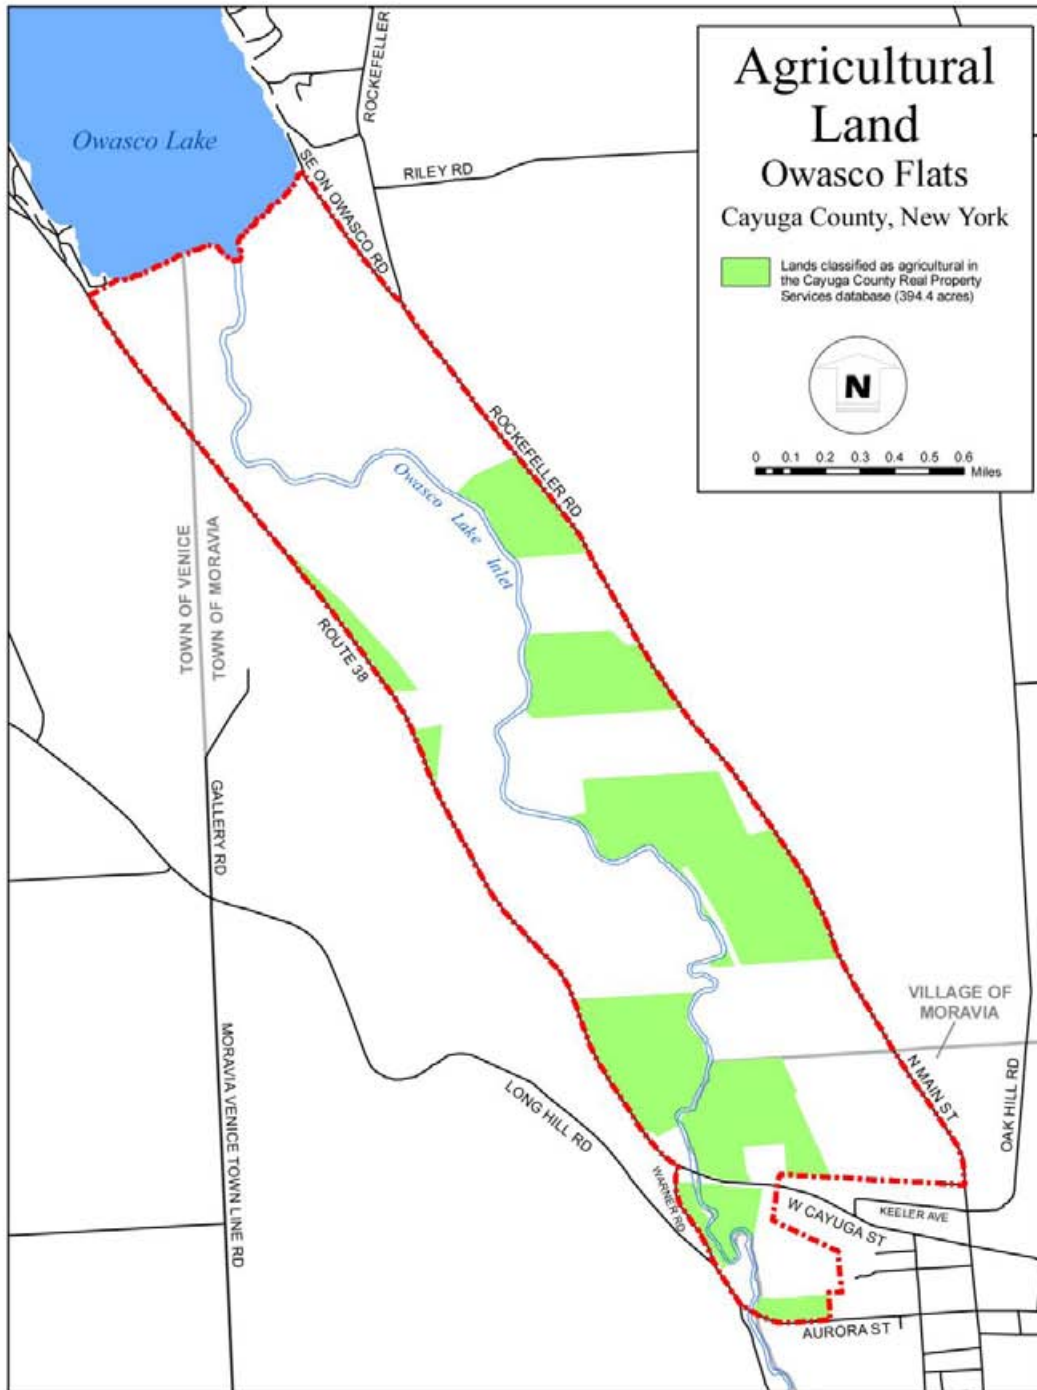 Agricultural
Land
Owasco Flats
Cayuga County, New York
Lands classified as agricultural in
the Cayuga County Real Property
Services database (394.4 acres)
N
0 0.1 0.2 0.3 0.4 0.5 0.6
Miles
Owasco Lake
ROCKEFELLER
RILEY RD
SE ON OWASCO RD
ROCKEFELLER RD
Owasco Lake Inlet
TOWN OF VENICE
TOWN OF MORAVIA
ROUTE 38
GALLERY RD
VILLAGE OF
MORAVIA
MORAVIA VENICE TOWN LINE RD
LONG HILL RD
N MAIN ST
OAK HILL RD
WARNER RD
W CAYUGA ST
KEELER AVE
AURORA ST